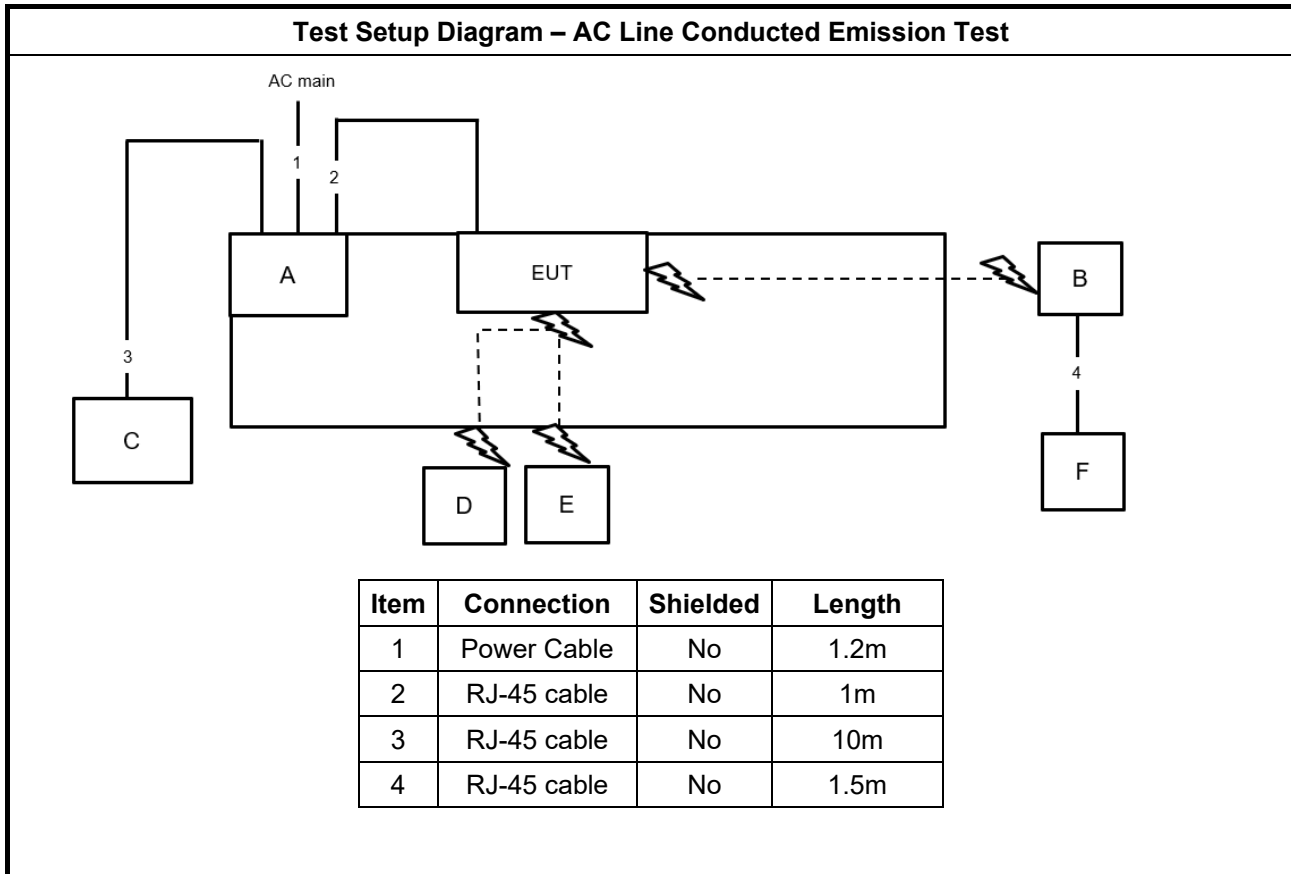 Test Setup Diagram – AC Line Conducted Emission Test
AC main
1
2
A
EUT
B
3
4
C
F
D
E
Item Connection Shielded Length
1 Power Cable No 1.2m
2 RJ-45 cable No 1m
3 RJ-45 cable No 10m
4 RJ-45 cable No 1.5m